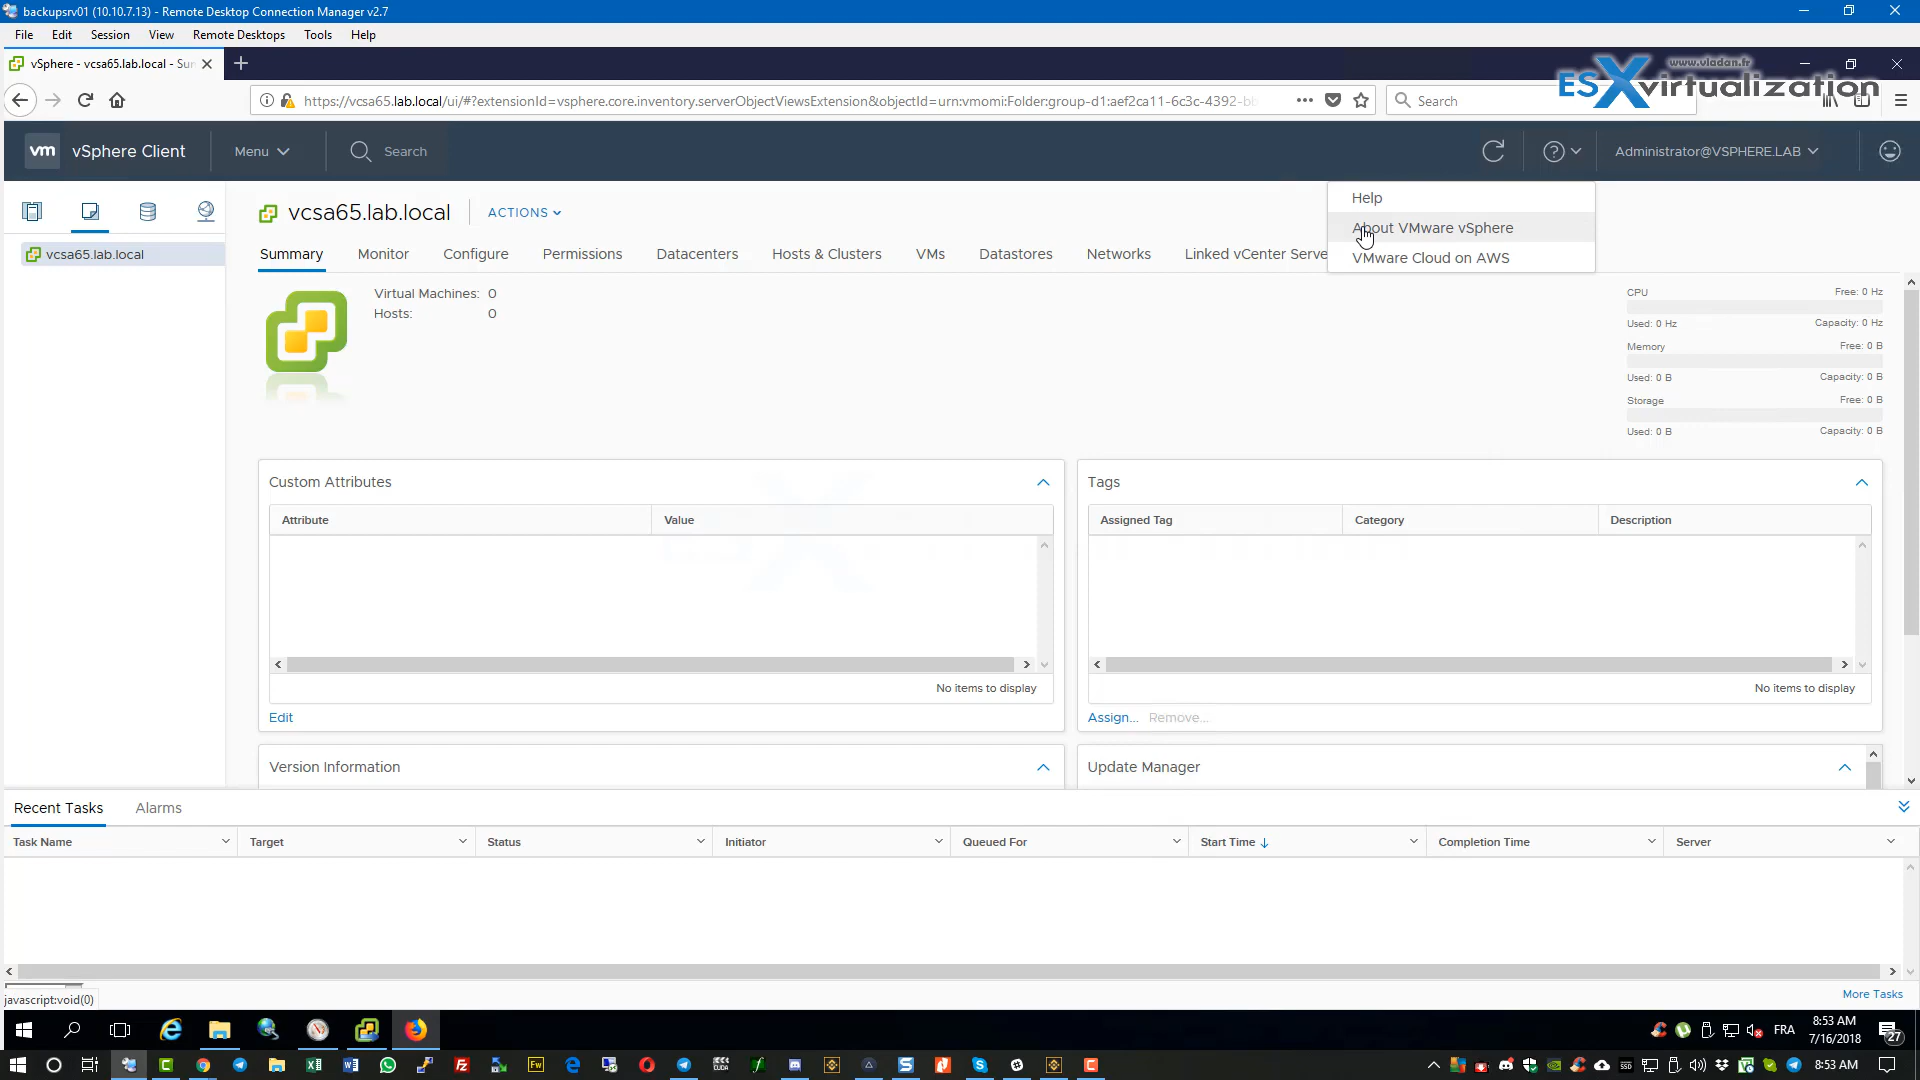 backupsrv01 (10.10.7.13) - Remote Desktop Connection Manager v2.7
File Edit Session View Remote Desktops Tools Help
vSphere - vcsa65.lab.local - Sun
www.vladan.fr
ESXvirtualization
https://vcsa65.lab.local/ui/#?extensionId=vsphere.core.inventory.serverObjectViewsExtension&objectId=urn:vmomi:Folder:group-d1:aef2ca11-6c3c-4392-bb
Search
vm vSphere Client Menu Search Administrator@VSPHERE.LAB
Help
About VMware vSphere
VMware Cloud on AWS
vcsa65.lab.local
vcsa65.lab.local ACTIONS
Summary Monitor Configure Permissions Datacenters Hosts & Clusters VMs Datastores Networks Linked vCenter Serve
Virtual Machines: 0
Hosts: 0
CPU Free: 0 Hz
Used: 0 Hz Capacity: 0 Hz
Memory Free: 0 B
Used: 0 B Capacity: 0 B
Storage Free: 0 B
Used: 0 B Capacity: 0 B
Custom Attributes
Attribute Value
No items to display
Edit
Tags
Assigned Tag Category Description
No items to display
Assign... Remove...
Version Information
Update Manager
Recent Tasks Alarms
Task Name Target Status Initiator Queued For Start Time Completion Time Server
More Tasks
javascript:void(0)
FRA
8:53 AM
7/16/2018
27
8:53 AM